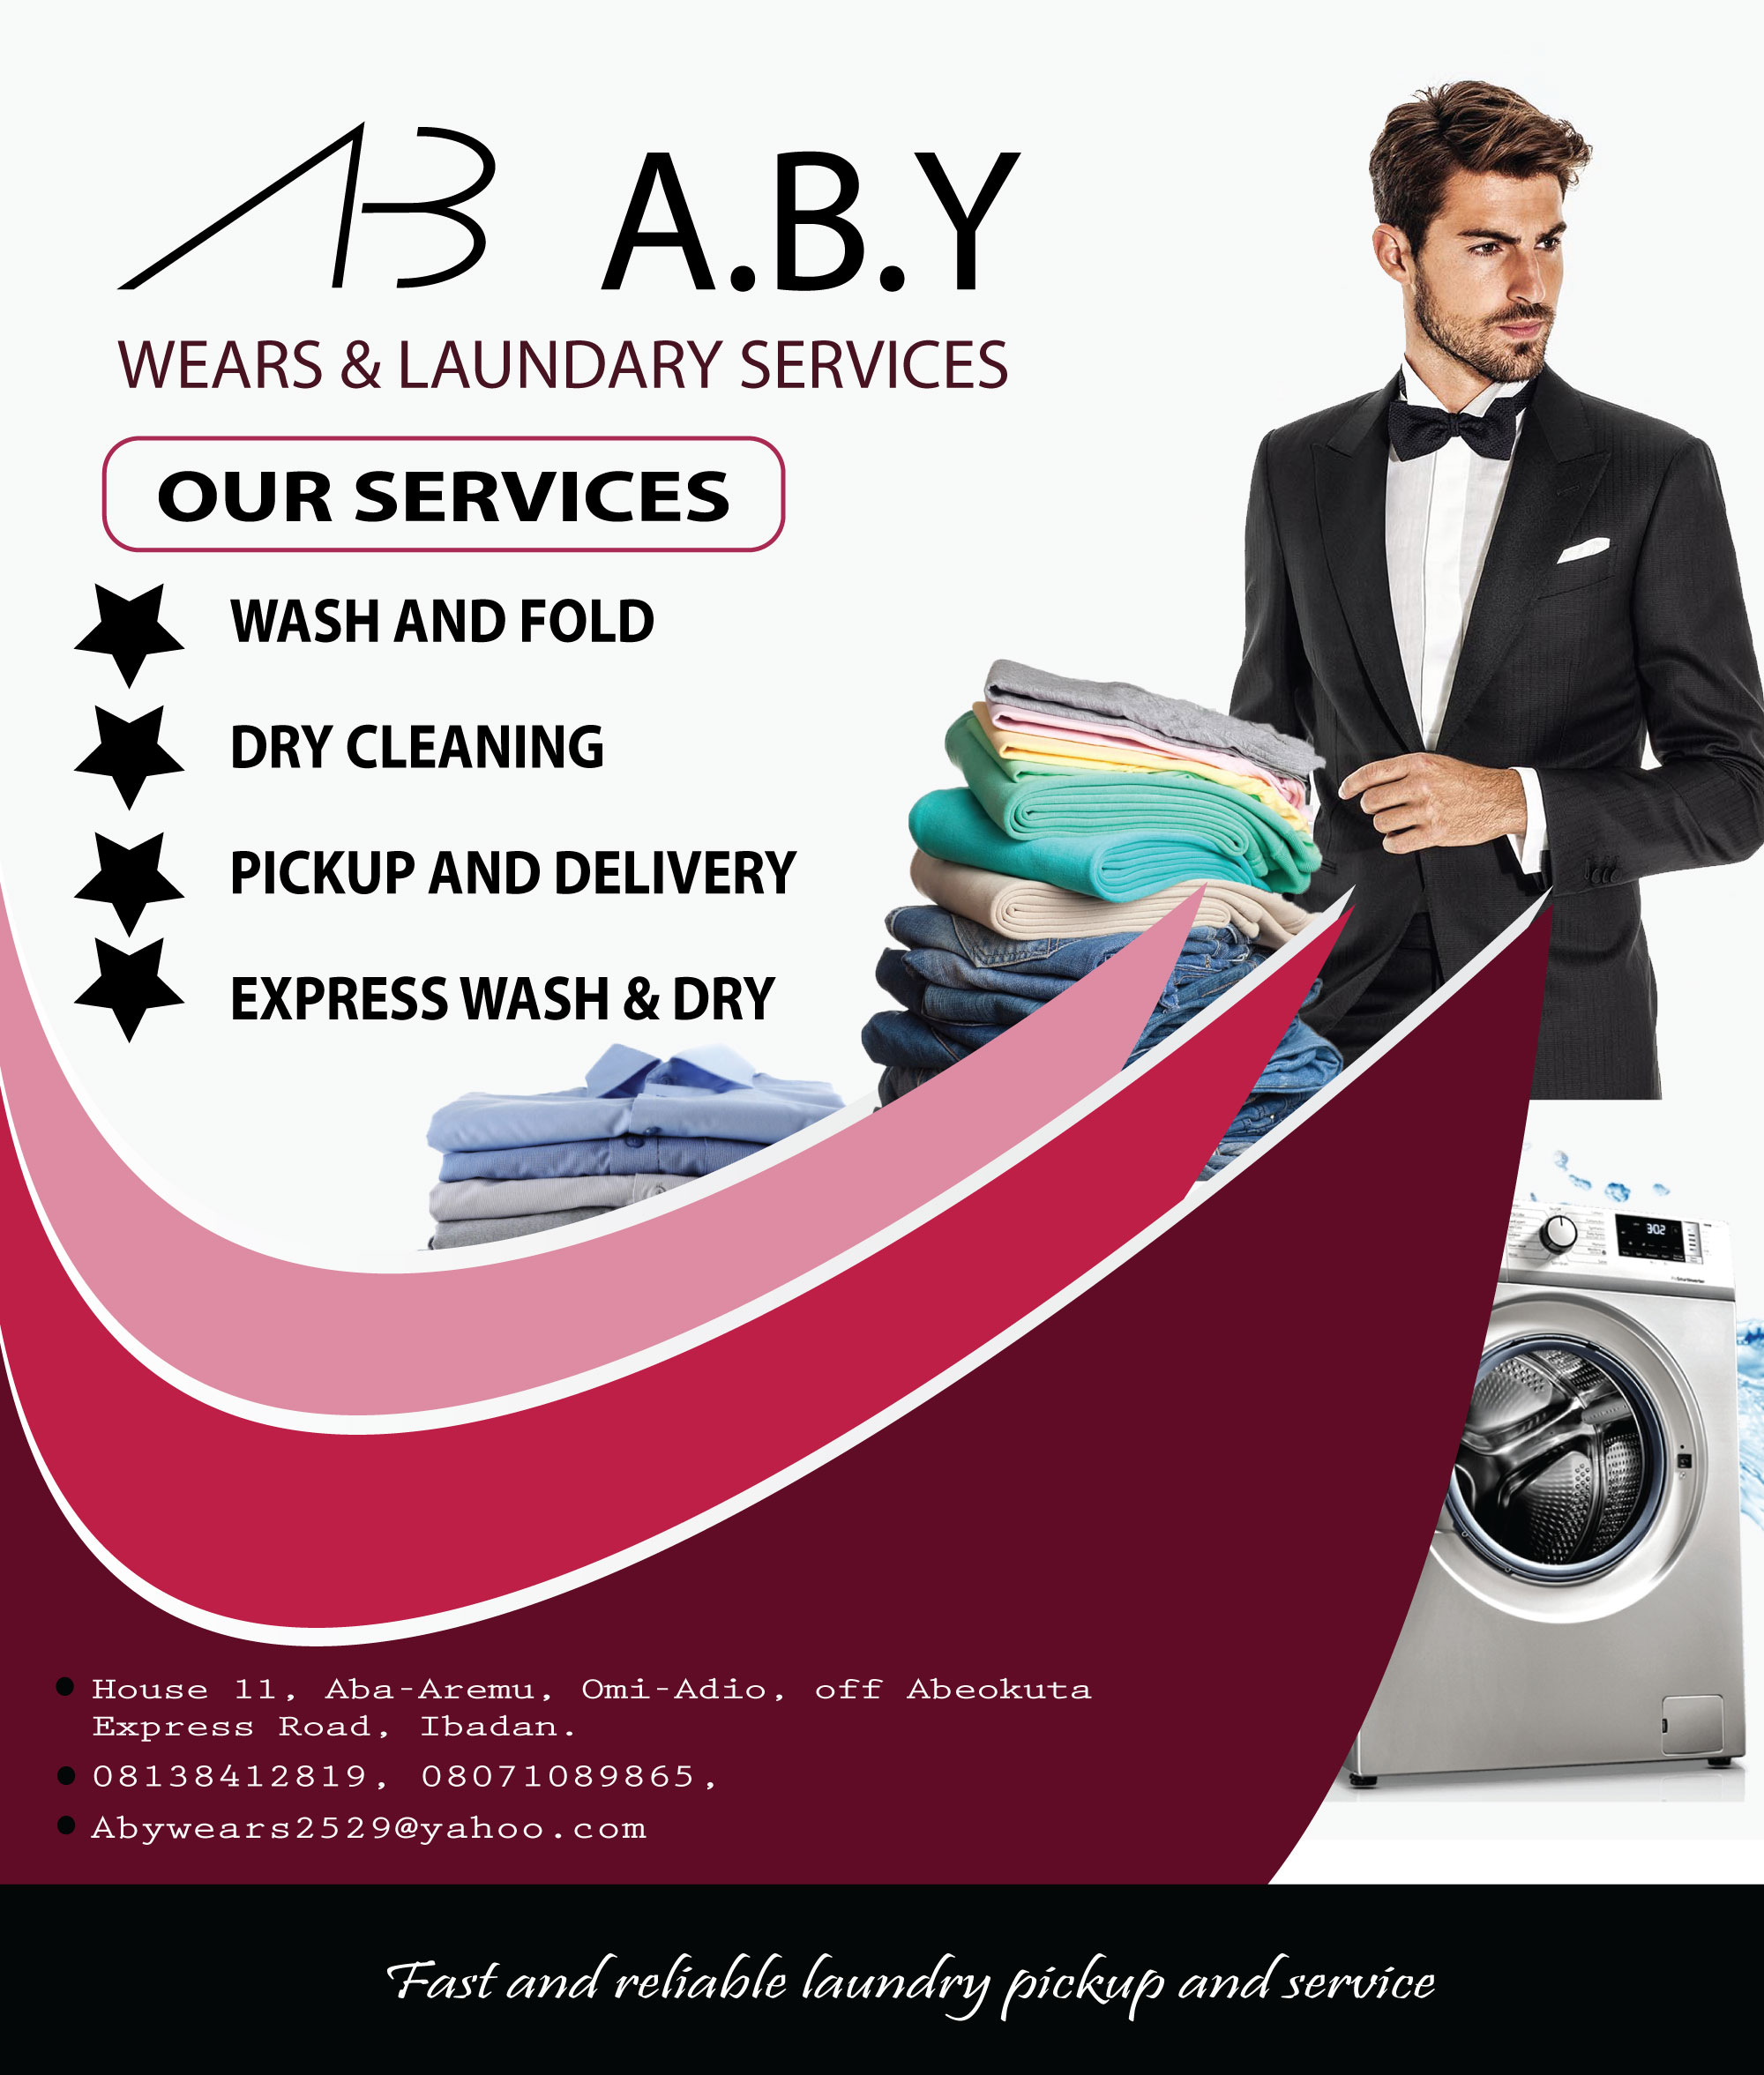 AB A.B.Y
WEARS & LAUNDARY SERVICES
OUR SERVICES
WASH AND FOLD
DRY CLEANING
PICKUP AND DELIVERY
EXPRESS WASH & DRY
302
House 11, Aba-Aremu, Omi-Adio, off Abeokuta
Express Road, Ibadan.
08138412819, 08071089865,
Abywears2529@yahoo.com
Fast and reliable laundry pickup and service